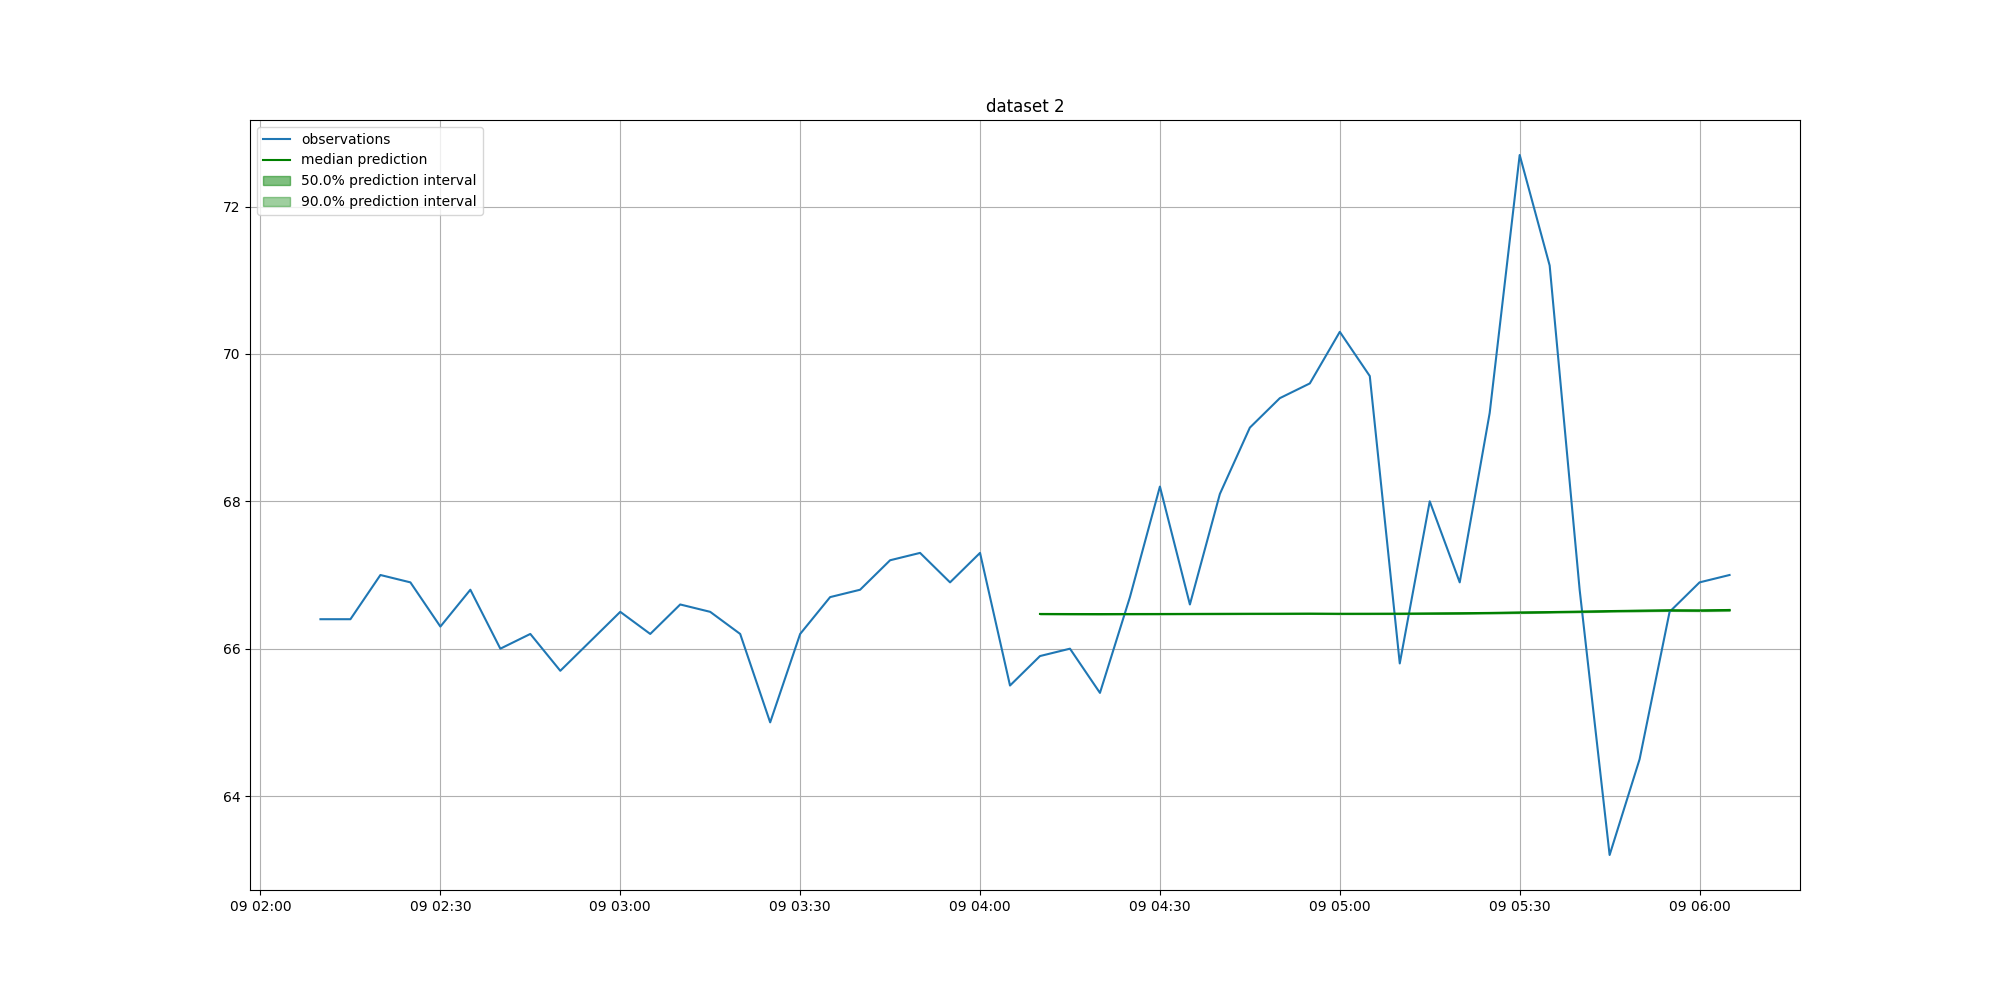 dataset 2
observations
median prediction
50.0% prediction interval
90.0% prediction interval
72
70
68
66
64
09 02:00 09 02:30 09 03:00 09 03:30 09 04:00 09 04:30 09 05:00 09 05:30 09 06:00